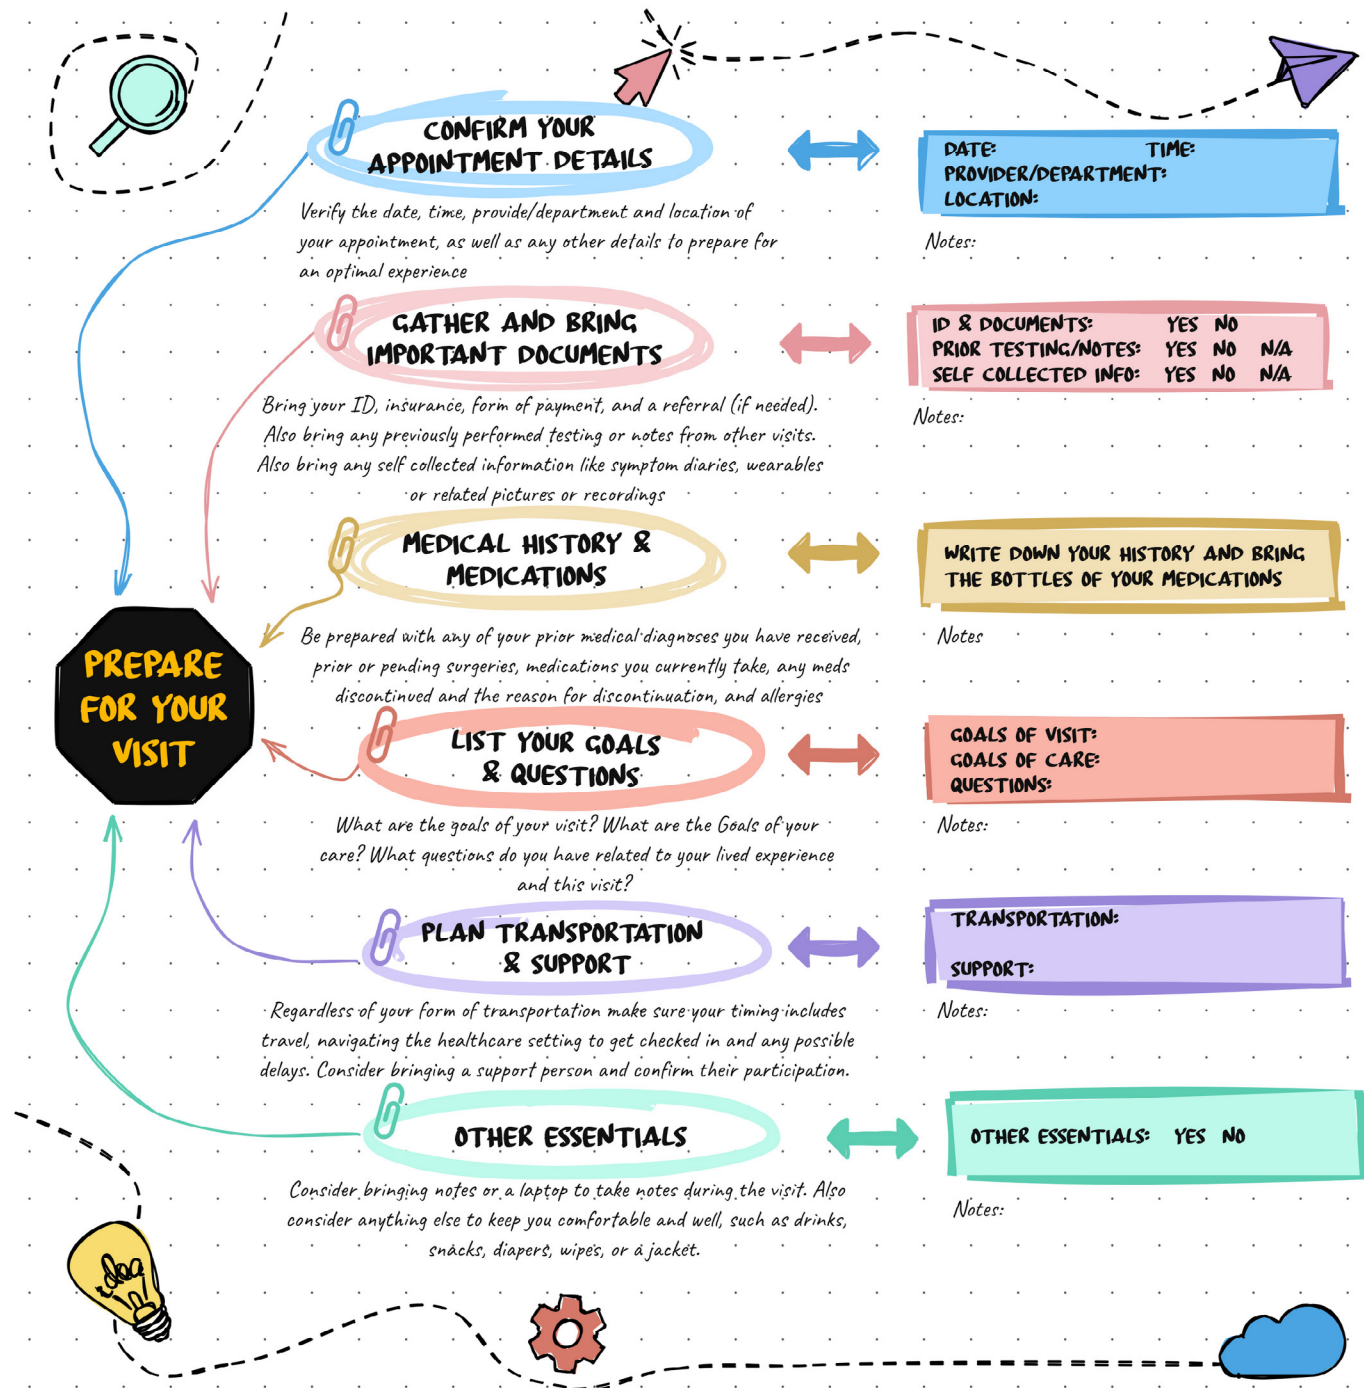 CONFIRM YOUR
APPOINTMENT DETAILS
Verify the date, time, provide/department and location of
your appointment, as well as any other details to prepare for
an optimal experience
DATE: TIME:
PROVIDER/DEPARTMENT:
LOCATION:
Notes:
GATHER AND BRING
IMPORTANT DOCUMENTS
Bring your ID, insurance, form of payment, and a referral (if needed).
Also bring any previously performed testing or notes from other visits.
Also bring any self collected information like symptom diaries, wearables
or related pictures or recordings
ID & DOCUMENTS: YES NO
PRIOR TESTING/NOTES: YES NO N/A
SELF COLLECTED INFO: YES NO N/A
Notes:
MEDICAL HISTORY &
MEDICATIONS
Be prepared with any of your prior medical diagnoses you have received,
prior or pending surgeries, medications you currently take, any meds
discontinued and the reason for discontinuation, and allergies
WRITE DOWN YOUR HISTORY AND BRING
THE BOTTLES OF YOUR MEDICATIONS
Notes
PREPARE
FOR YOUR
VISIT
LIST YOUR GOALS
& QUESTIONS
What are the goals of your visit? What are the Goals of your
care? What questions do you have related to your lived experience
and this visit?
GOALS OF VISIT:
GOALS OF CARE:
QUESTIONS:
Notes:
PLAN TRANSPORTATION
& SUPPORT
Regardless of your form of transportation make sure your timing includes
travel, navigating the healthcare setting to get checked in and any possible
delays. Consider bringing a support person and confirm their participation.
TRANSPORTATION:
SUPPORT:
Notes:
OTHER ESSENTIALS
Consider bringing notes or a laptop to take notes during the visit. Also
consider anything else to keep you comfortable and well, such as drinks,
snacks, diapers, wipes, or a jacket.
OTHER ESSENTIALS: YES NO
Notes:
idea